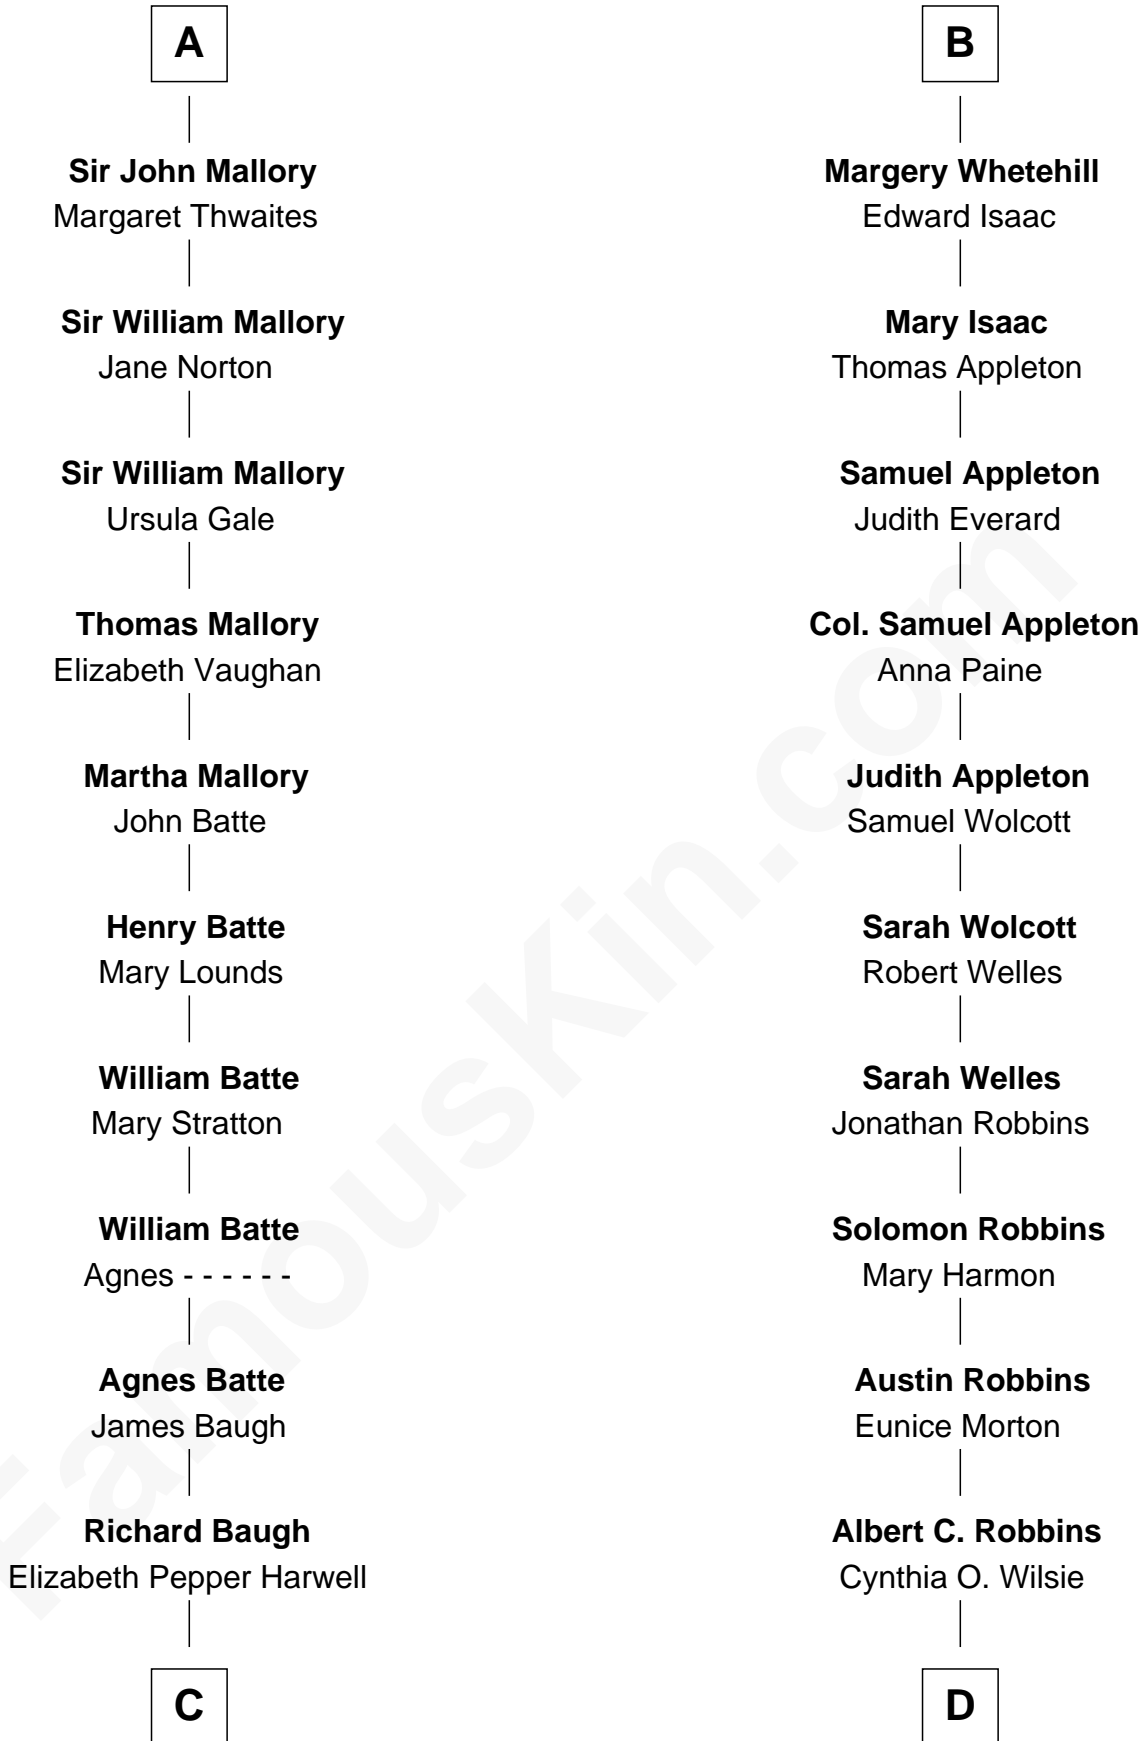 A
Sir John Mallory
Margaret Thwaites
Sir William Mallory
Jane Norton
Sir William Mallory
Ursula Gale
Thomas Mallory
Elizabeth Vaughan
Martha Mallory
John Batte
Henry Batte
Mary Lounds
William Batte
Mary Stratton
William Batte
Agnes - - - - - -
Agnes Batte
James Baugh
Richard Baugh
Elizabeth Pepper Harwell
C
B
Margery Whetehill
Edward Isaac
Mary Isaac
Thomas Appleton
Samuel Appleton
Judith Everard
Col. Samuel Appleton
Anna Paine
Judith Appleton
Samuel Wolcott
Sarah Wolcott
Robert Welles
Sarah Welles
Jonathan Robbins
Solomon Robbins
Mary Harmon
Austin Robbins
Eunice Morton
Albert C. Robbins
Cynthia O. Wilsie
D
FamousKin.com